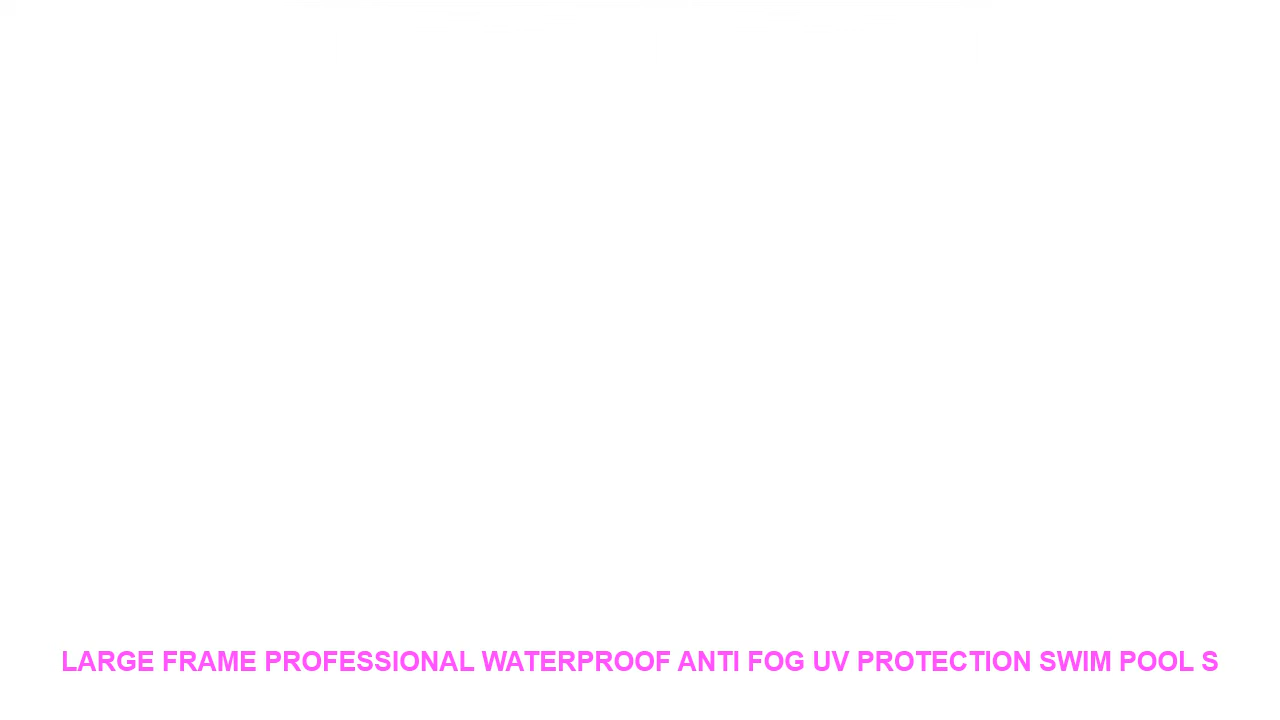 LARGE FRAME PROFESSIONAL WATERPROOF ANTI FOG UV PROTECTION SWIM POOL S